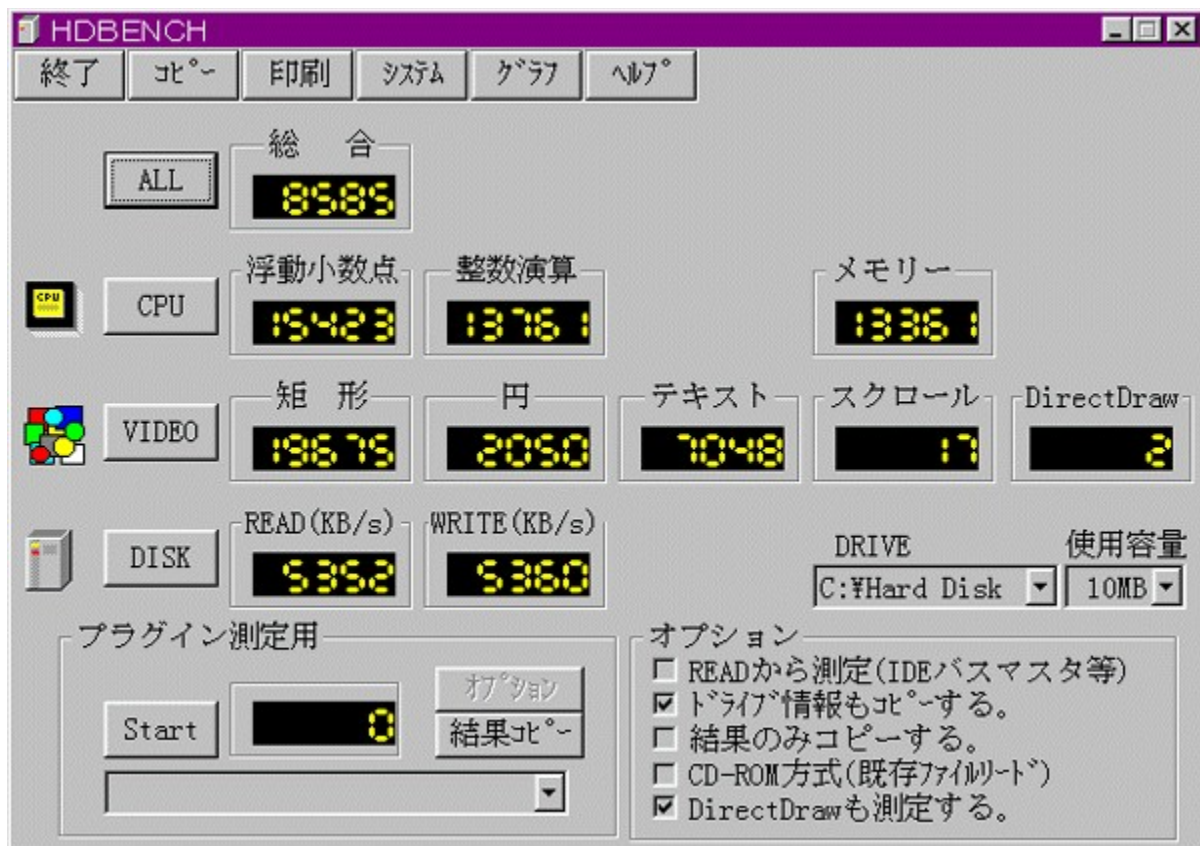 HDBENCH
終了 ｺﾋﾟｰ 印刷 ｼｽﾃﾑ ｸﾞﾗﾌ ﾍﾙﾌﾟ
総 合
ALL 8585
浮動小数点 整数演算 メモリー
CPU CPU 15423 13761 13361
矩 形 円 テキスト スクロール DirectDraw
VIDEO 19675 2050 7048 17 2
READ(KB/s) WRITE(KB/s) DRIVE 使用容量
DISK 5352 5360 C:¥Hard Disk 10MB
プラグイン測定用
ｵﾌﾟｼｮﾝ
Start 0 結果ｺﾋﾟｰ
オプション
READから測定(IDEバスマスタ等)
ﾄﾞﾗｲﾌﾞ情報もｺﾋﾟｰする。
結果のみコピーする。
CD-ROM方式(既存ﾌｧｲﾙﾘｰﾄﾞ)
DirectDrawも測定する。